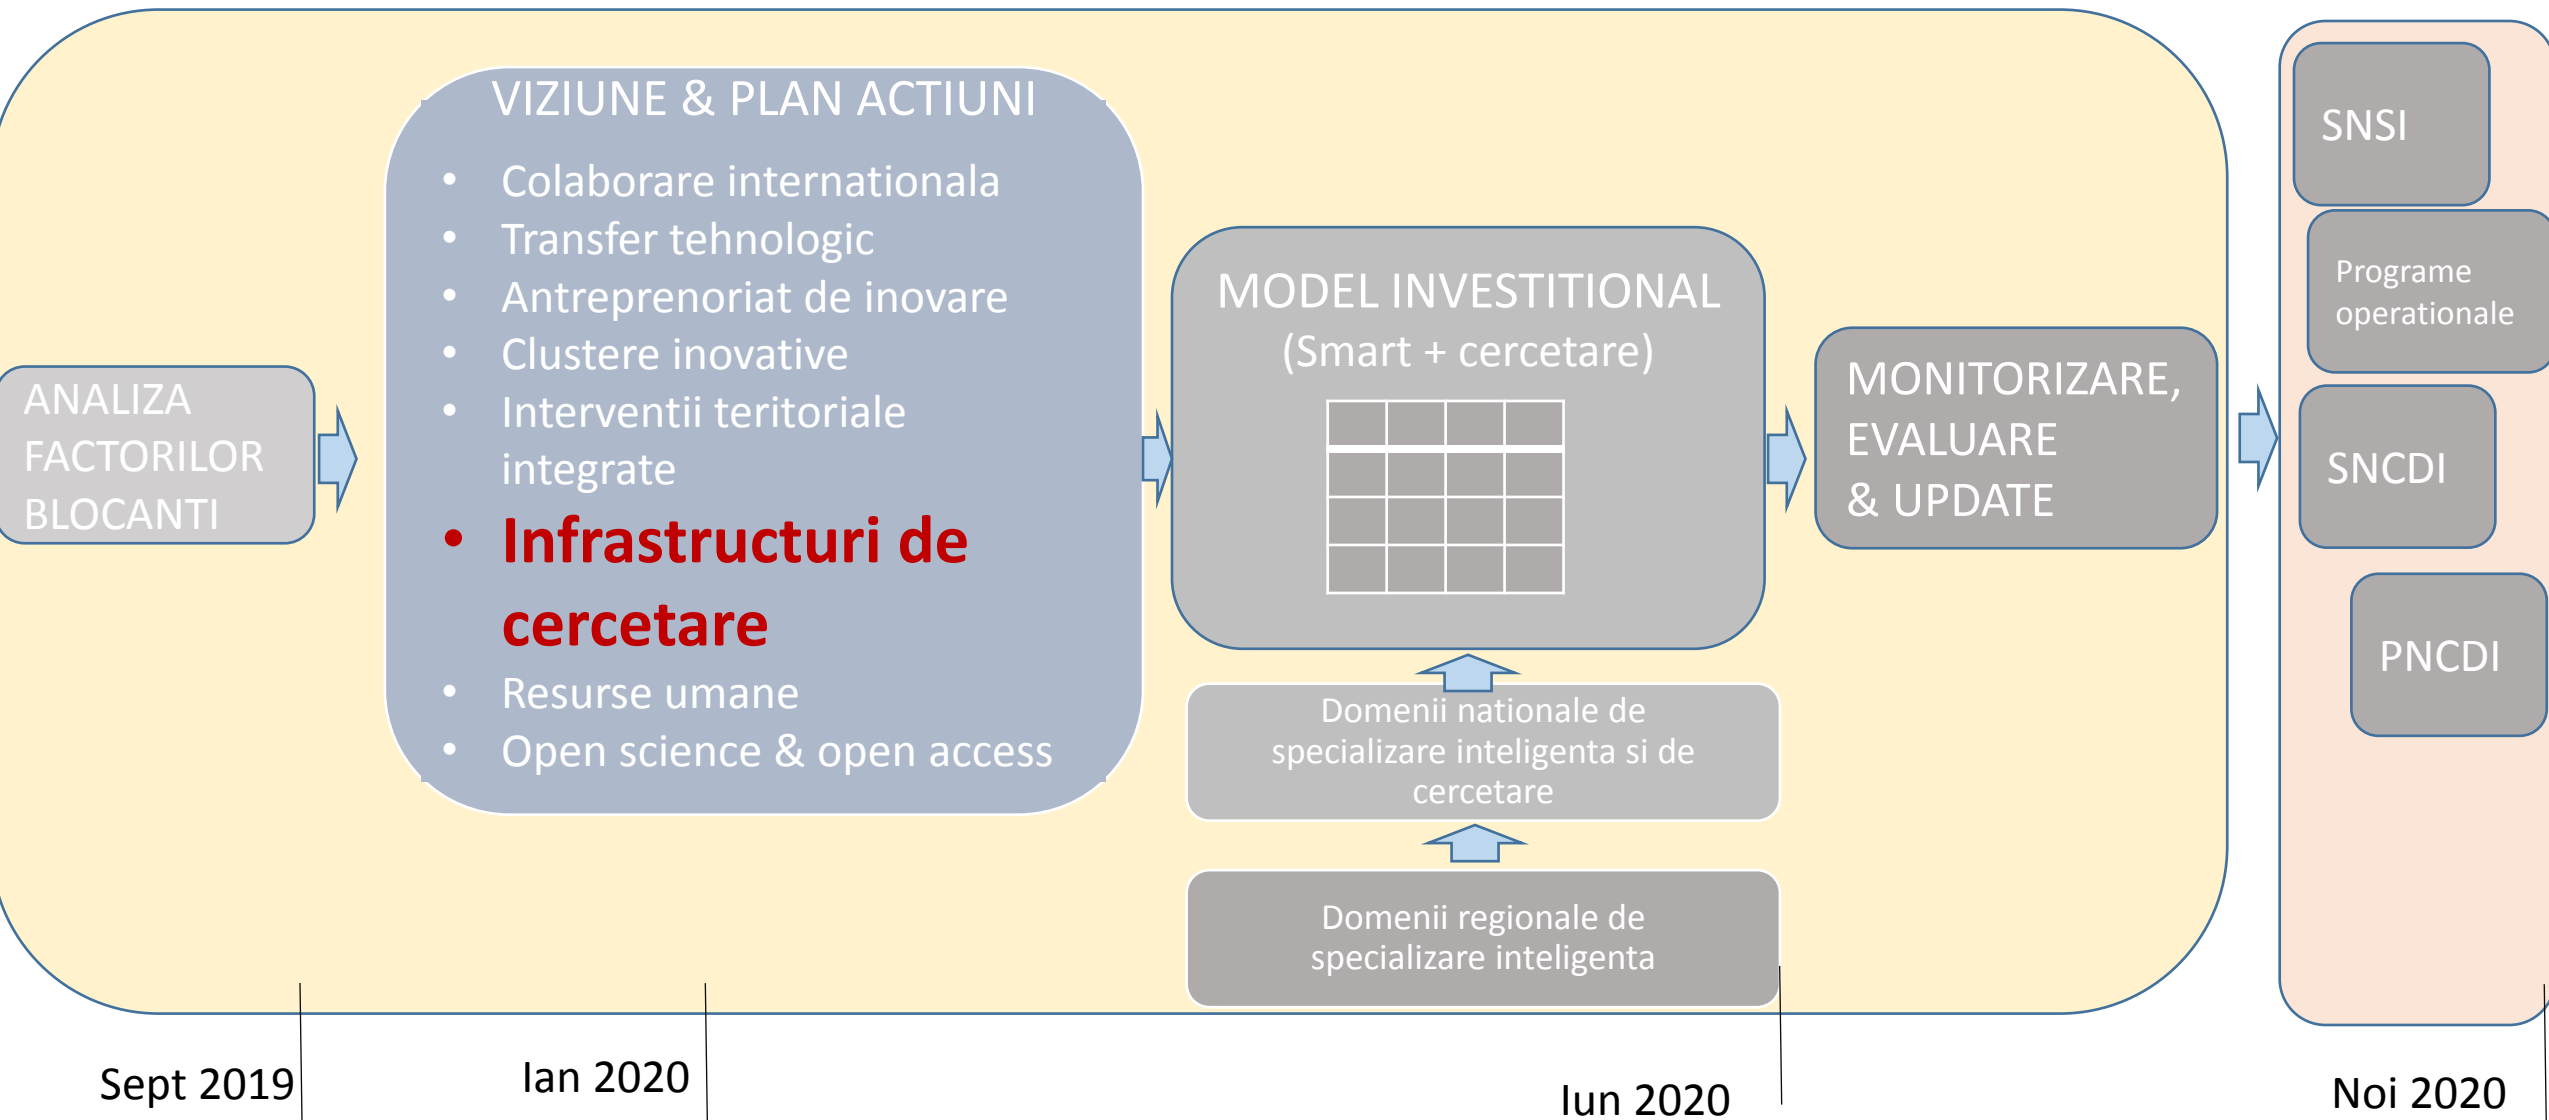 ANALIZA
FACTORILOR
BLOCANTI
VIZIUNE & PLAN ACTIUNI
• Colaborare internationala
• Transfer tehnologic
• Antreprenoriat de inovare
• Clustere inovative
• Interventii teritoriale
integrate
• Infrastructuri de
cercetare
• Resurse umane
• Open science & open access
MODEL INVESTITIONAL
(Smart + cercetare)
Domenii nationale de
specializare inteligenta si de
cercetare
Domenii regionale de
specializare inteligenta
MONITORIZARE,
EVALUARE
& UPDATE
SNSI
Programe
operationale
SNCDI
PNCDI
Sept 2019
Ian 2020
Iun 2020
Noi 2020